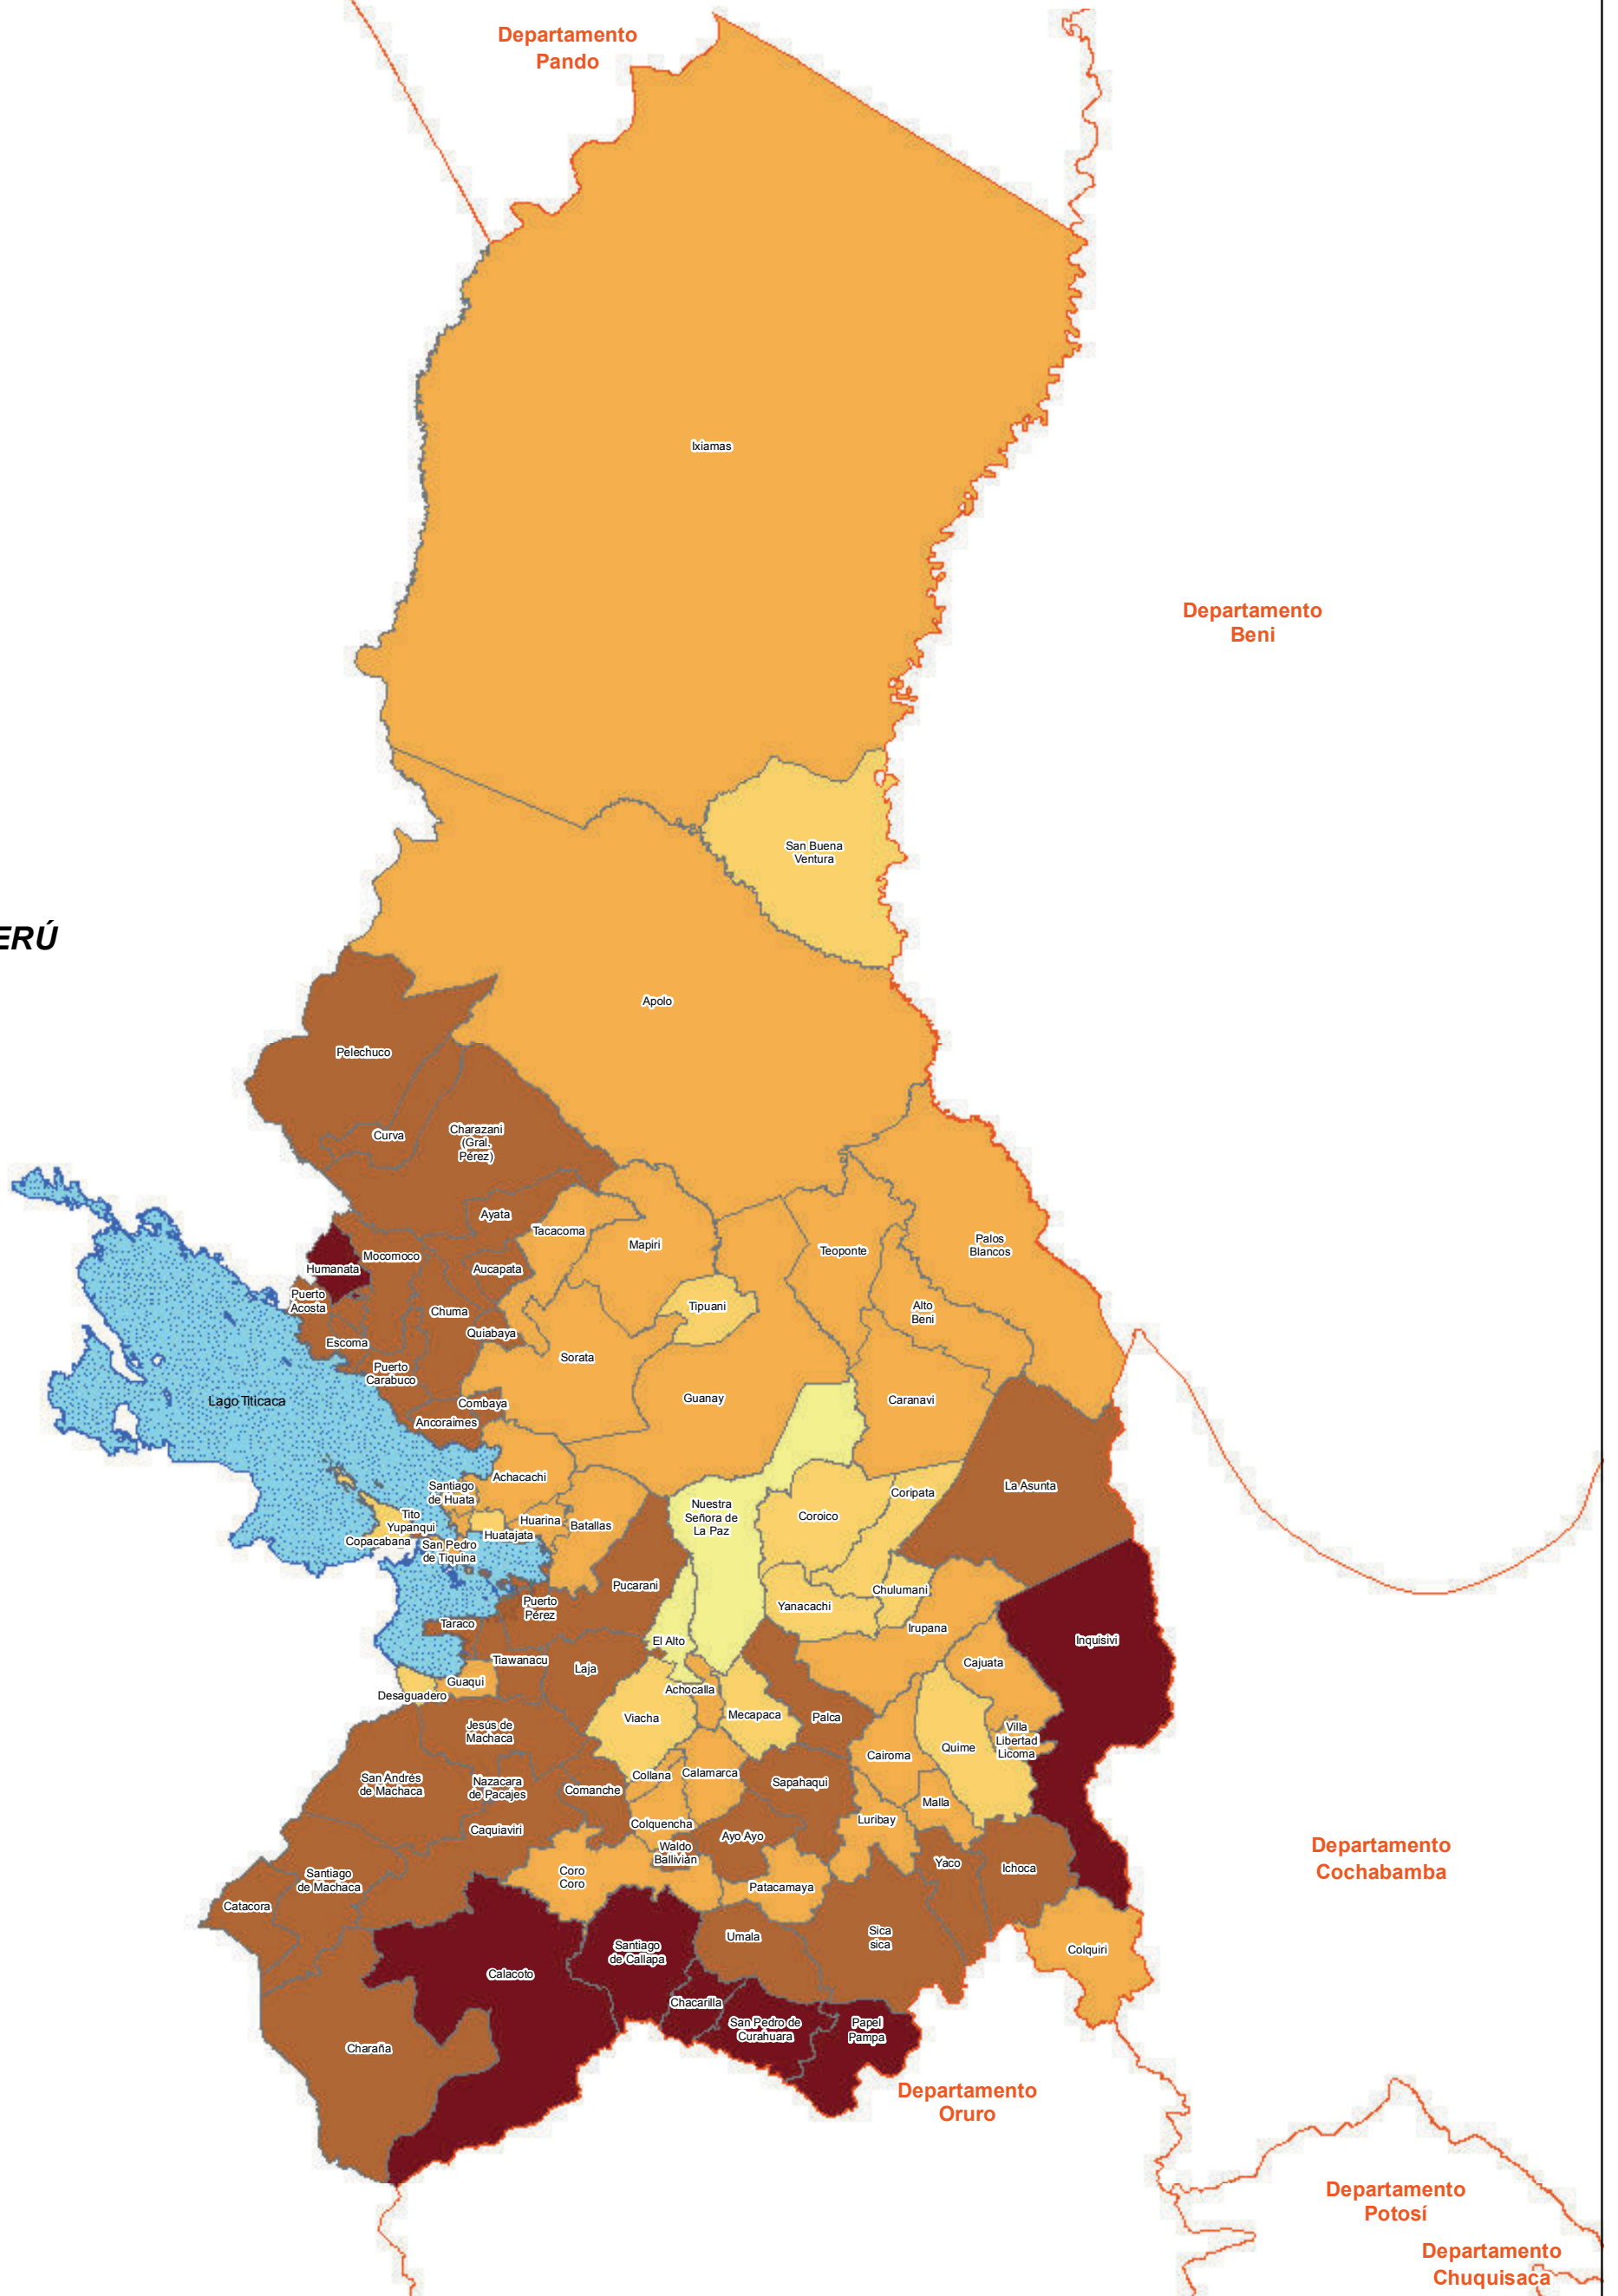 Departamento
Pando
Ixiamas
Departamento
Beni
San Buena
Ventura
ERÚ
Apolo
Pelechuco
Curva
Charazani
(Gral.
Pérez)
Ayata
Tacacoma
Mapiri
Teoponte
Palos
Blancos
Mocomoco
Humanata
Aucapata
Puerto
Acosta
Chuma
Tipuani
Alto
Beni
Quiabaya
Escoma
Sorata
Puerto
Carabuco
Lago Titicaca
Guanay
Caranavi
Combaya
Ancoraimes
Achacachi
Santiago
de Huata
La Asunta
Coripata
Nuestra
Señora de
La Paz
Coroico
Tito
Yupanqui
Huarina
Batallas
Huatajata
Copacabana
San Pedro
de Tiquina
Pucarani
Chulumani
Puerto
Pérez
Yanacachi
Taraco
Irupana
El Alto
Inquisivi
Tiawanacu
Laja
Cajuata
Guaqui
Desaguadero
Achocalla
Mecapaca
Viacha
Palca
Jesús de
Machaca
Villa
Libertad
Licoma
Quime
Cairoma
Collana
Calamarca
San Andrés
de Machaca
Nazacara
de Pacajes
Comanche
Sapahaqui
Malla
Luribay
Colquencha
Caquiaviri
Ayo Ayo
Waldo
Ballivián
Departamento
Cochabamba
Yaco
Ichoca
Coro
Coro
Santiago
de Machaca
Patacamaya
Catacora
Umala
Sica
sica
Santiago
de Callapa
Colquiri
Calacoto
Chacarilla
San Pedro de
Curahuara
Papel
Pampa
Charaña
Departamento
Oruro
Departamento
Potosí
Departamento
Chuquisaca